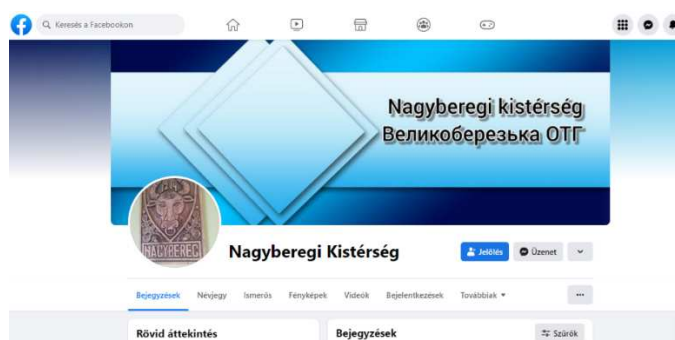 Keresés a Facebookon
Nagyberegi kistérség
Великоберезька ОТГ
NAGYBEREG
Nagyberegi Kistérség
Jelölés
Üzenet
Bejegyzések Névjegy Ismerős Fényképek Videók Bejelentkezések Továbbiak
Rövid áttekintés
Bejegyzések
Szűrők